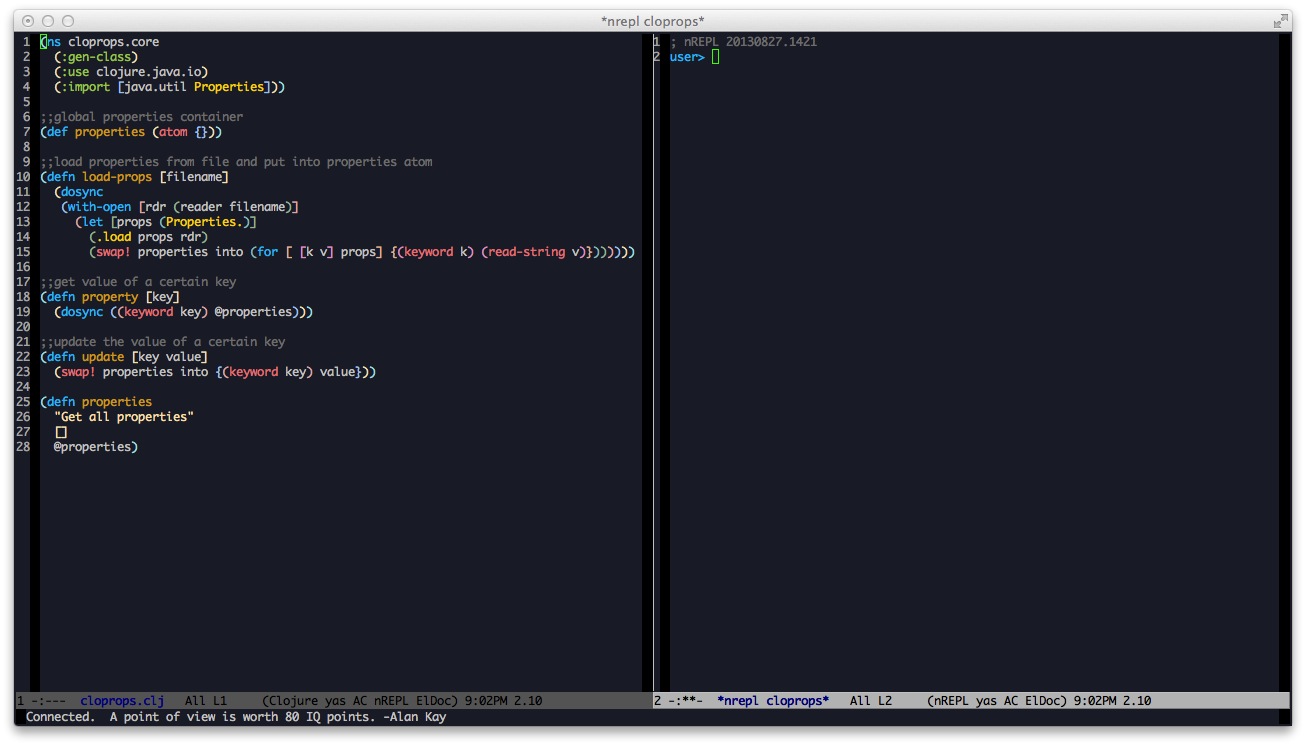 *nrepl cloprops*
1 (ns cloprops.core
2   (:gen-class)
3   (:use clojure.java.io)
4   (:import [java.util Properties]))
5
6 ;;global properties container
7 (def properties (atom {}))
8
9 ;;load properties from file and put into properties atom
10 (defn load-props [filename]
11   (dosync
12    (with-open [rdr (reader filename)]
13      (let [props (Properties.)]
14        (.load props rdr)
15        (swap! properties into (for [ [k v] props] {(keyword k) (read-string v)}))))))
16
17 ;;get value of a certain key
18 (defn property [key]
19   (dosync ((keyword key) @properties)))
20
21 ;;update the value of a certain key
22 (defn update [key value]
23   (swap! properties into {(keyword key) value}))
24
25 (defn properties
26   "Get all properties"
27   []
28   @properties)
1 -:---  cloprops.clj   All L1     (Clojure yas AC nREPL ElDoc) 9:02PM 2.10
1 ; nREPL 20130827.1421
2 user>
2 -:**-  *nrepl cloprops*   All L2     (nREPL yas AC ElDoc) 9:02PM 2.10
Connected.  A point of view is worth 80 IQ points. -Alan Kay